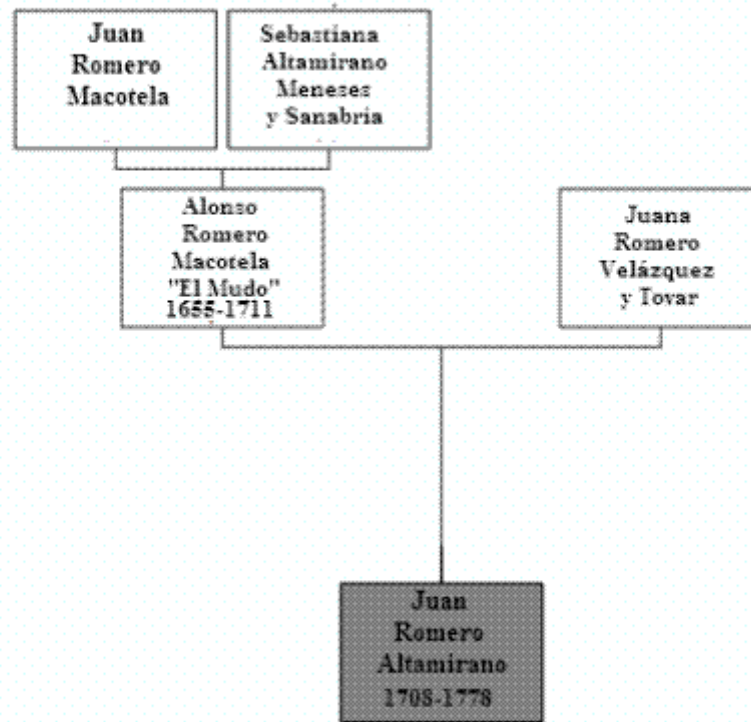 Juan
Romero
Macotela
Sebastiana
Altamirano
Meneses
y Sanabria
Alonso
Romero
Macotela
"El Mudo"
1655-1711
Juana
Romero
Velázquez
y Tovar
Juan
Romero
Altamirano
1708-1778